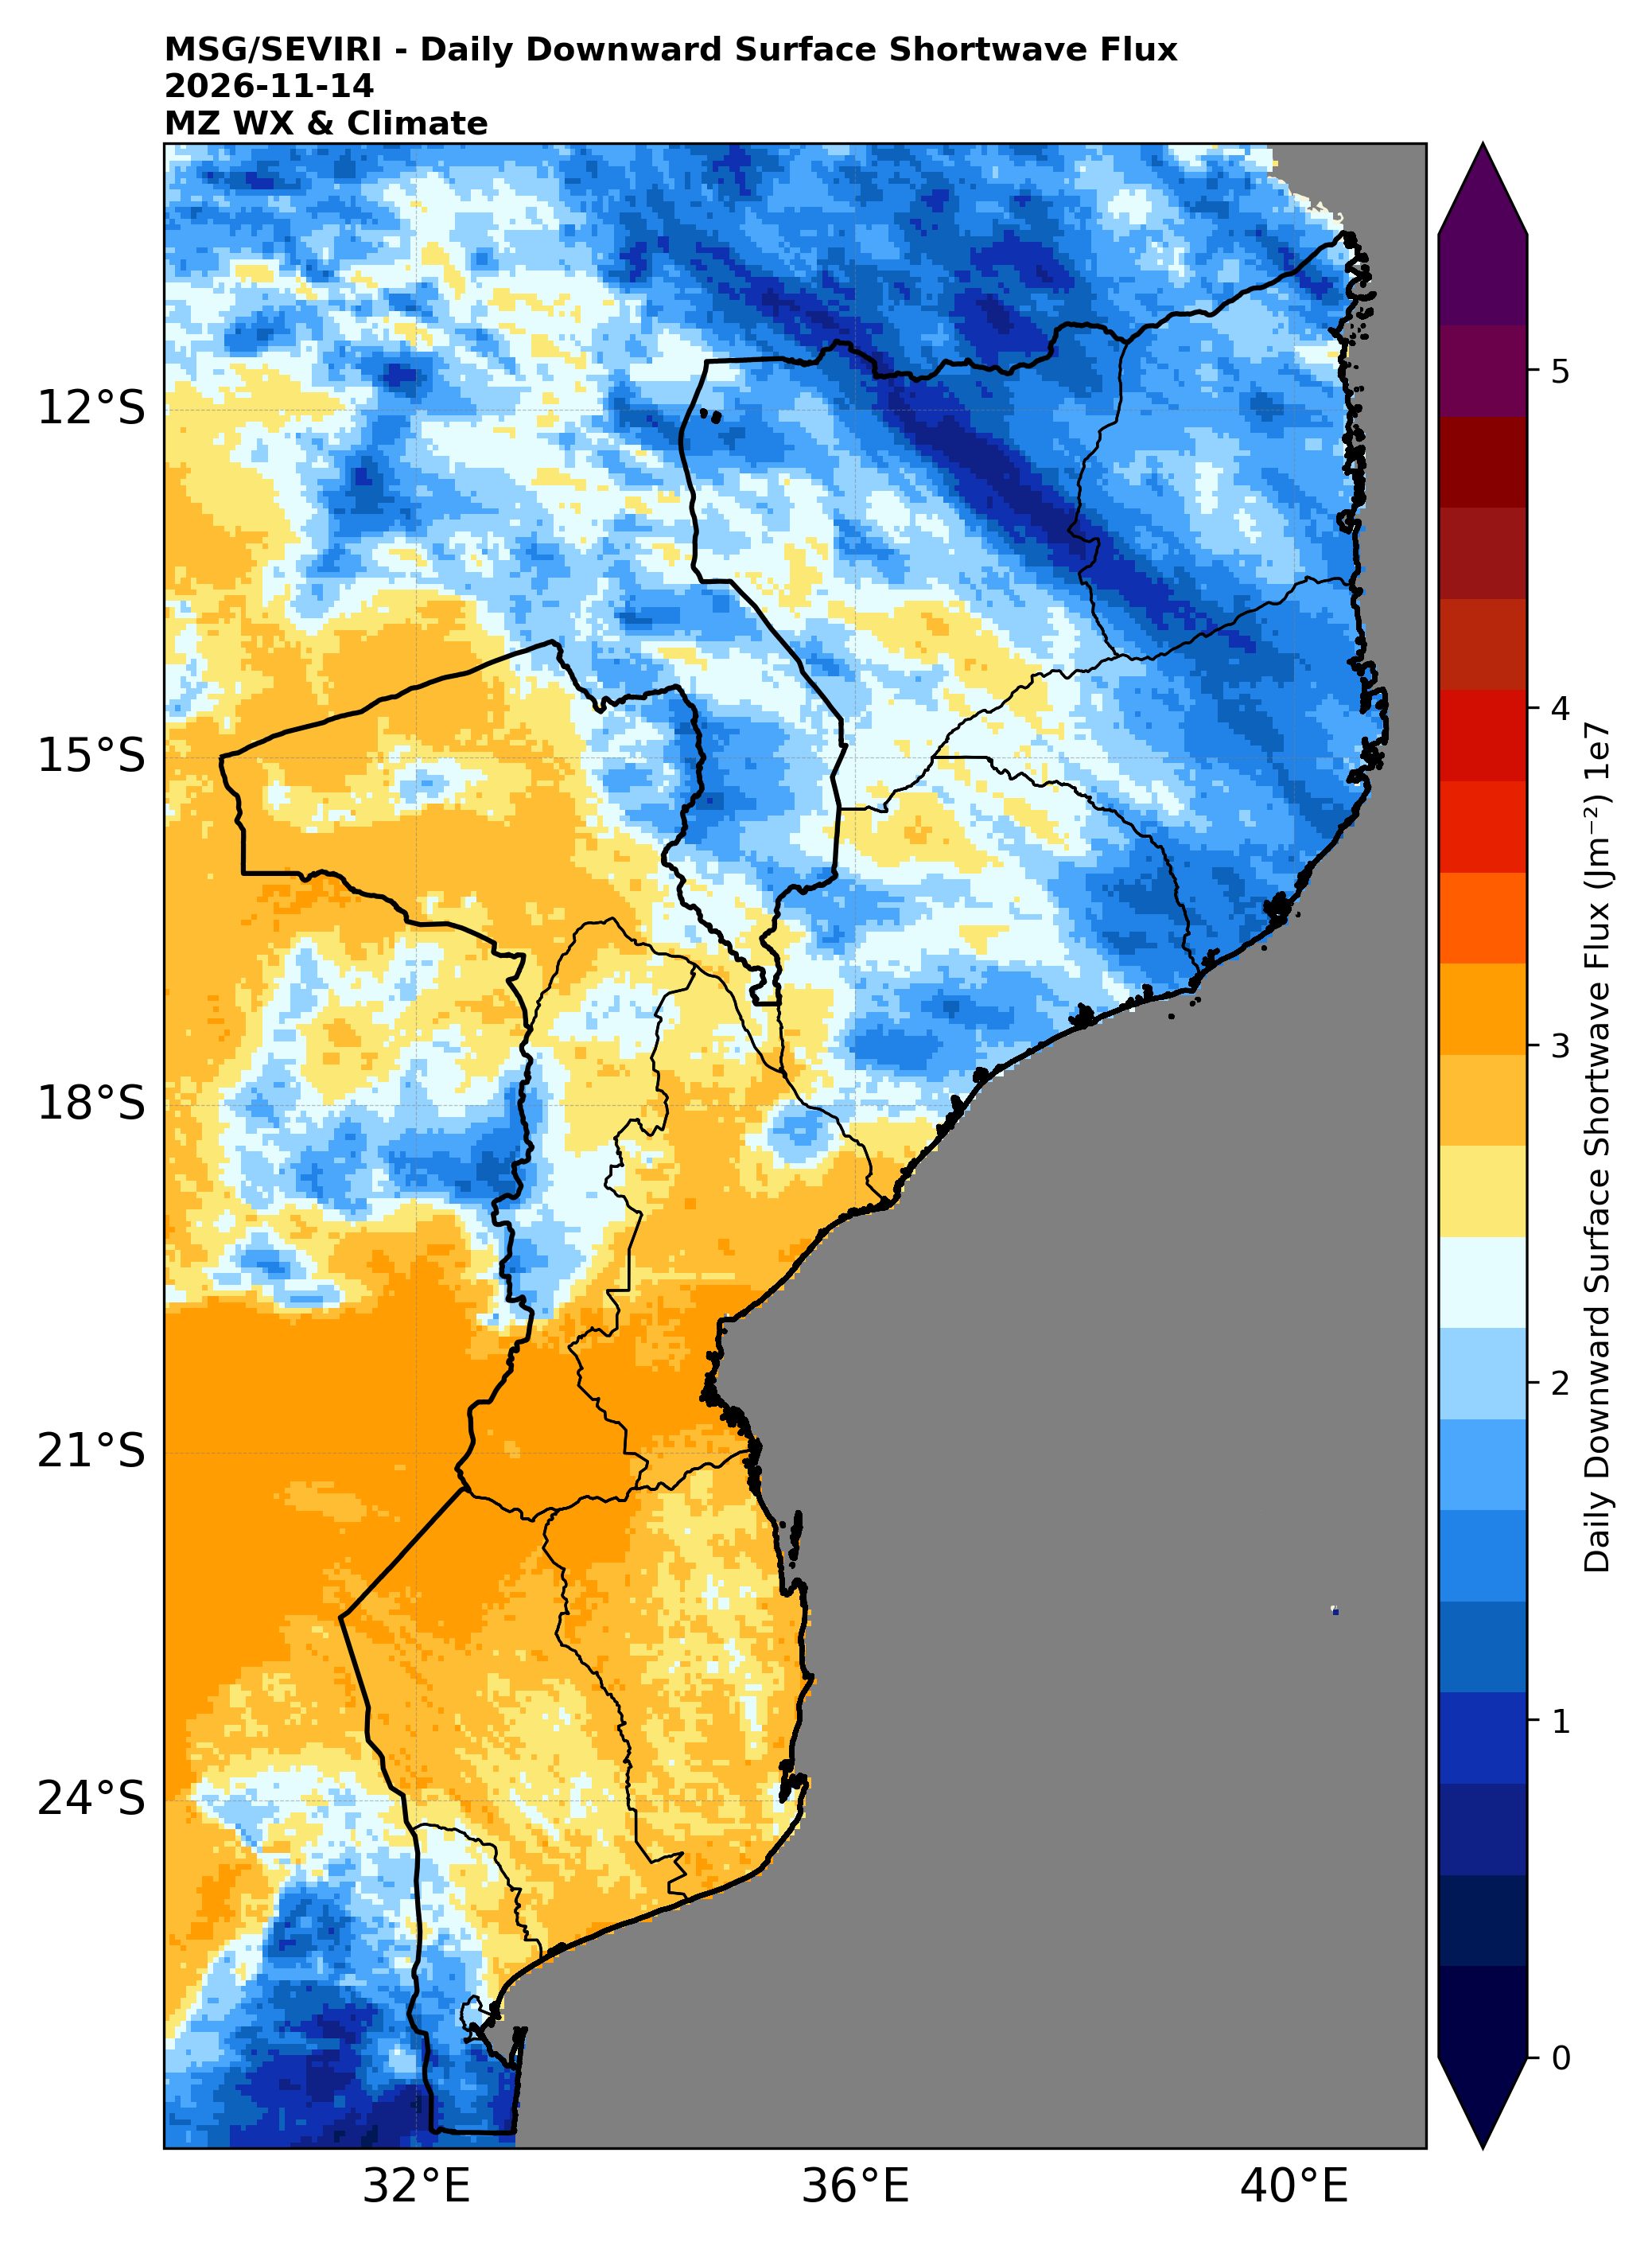 MSG/SEVIRI - Daily Downward Surface Shortwave Flux
2026-11-14
MZ WX & Climate
12°S
15°S
18°S
21°S
24°S
32°E
36°E
40°E
5
4
3
2
1
0
Daily Downward Surface Shortwave Flux (Jm⁻²) 1e7